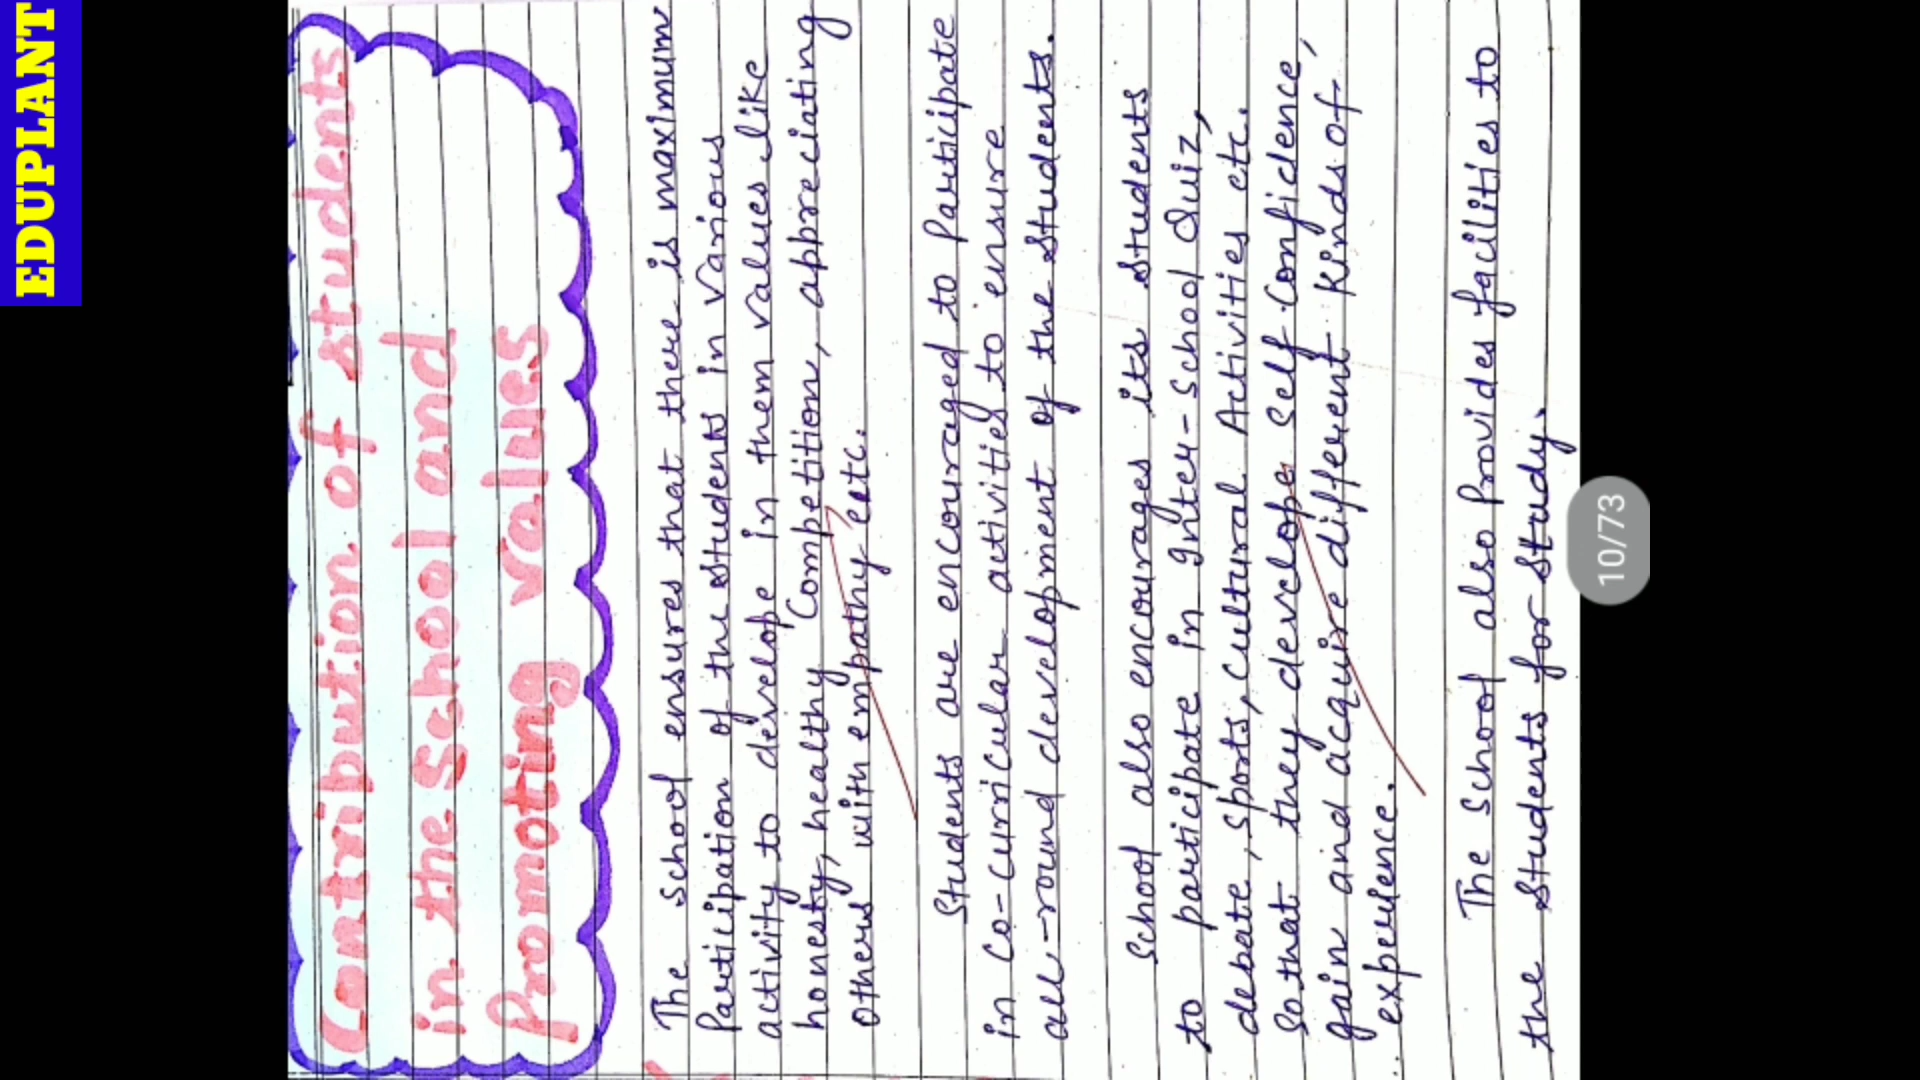 EDUPLANT
Contribution of students
in the School and
Promoting values
The school ensures that there is maximum
Participation of the students in various
activity to develope in them values like
honesty, healthy Competition, appreciating
others with empathy etc.
Students are encouraged to Participate
in Co-curricular activities to ensure
all-round development of the students.
School also encourages its students
to participate in Inter-School Quiz,
debate, sports, cultural Activities etc.
So that they develope Self-Confidence,
gain and acquire different Kinds of
experience.
The School also Provides facilities to
the students for study.
10/73